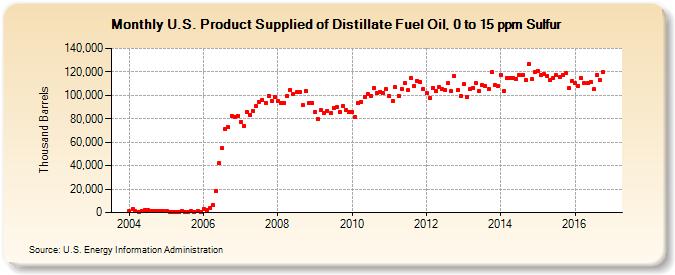 Monthly U.S. Product Supplied of Distillate Fuel Oil, 0 to 15 ppm Sulfur
Thousand Barrels
140,000
120,000
100,000
80,000
60,000
40,000
20,000
0
2004 2006 2008 2010 2012 2014 2016
Source: U.S. Energy Information Administration